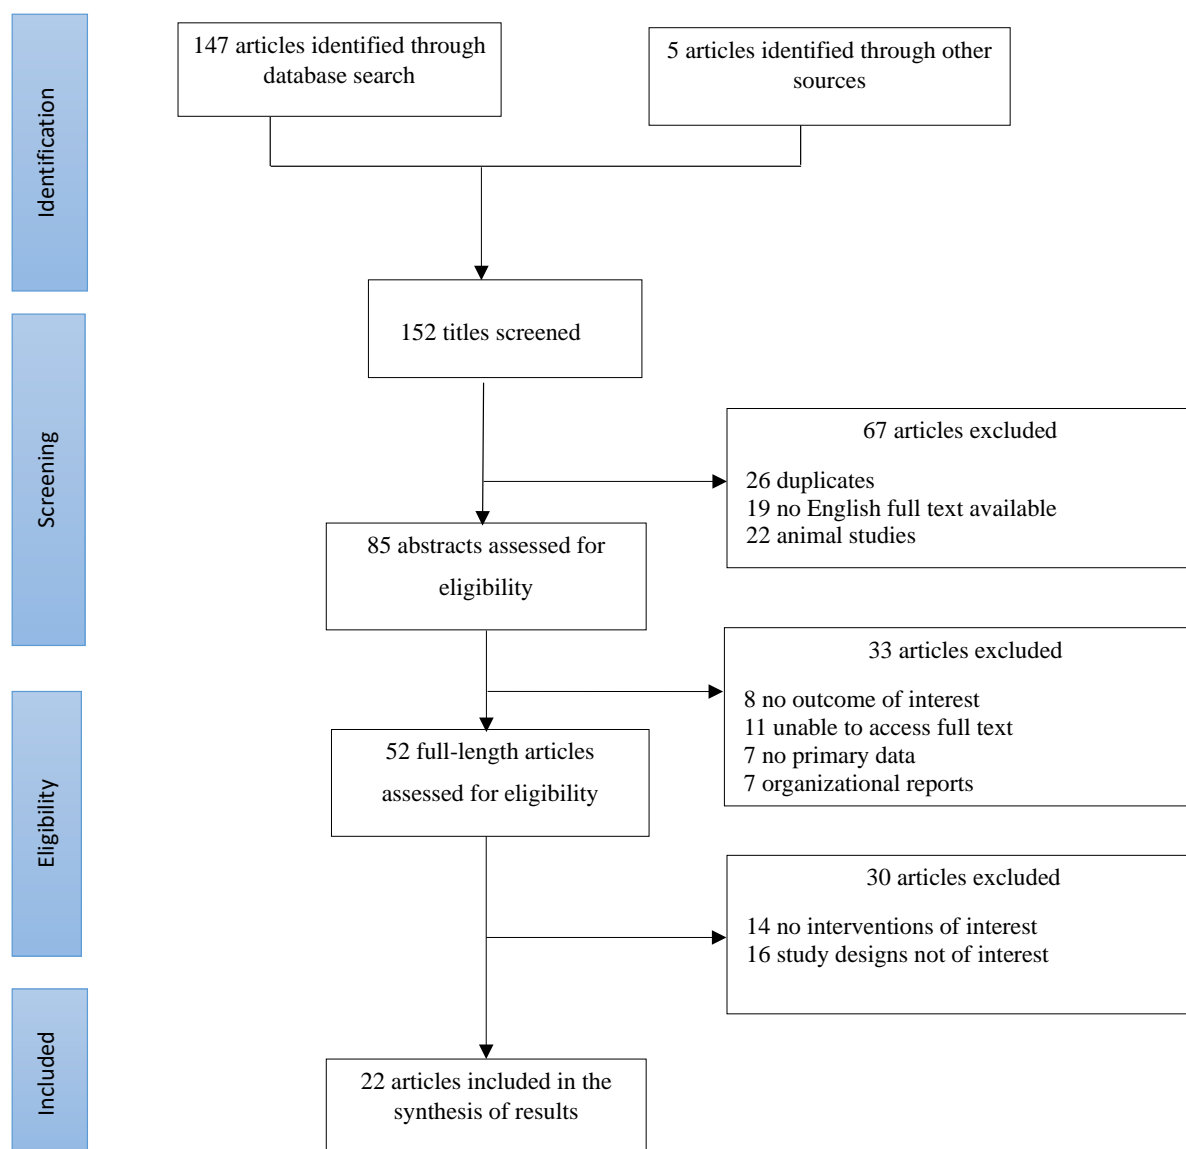 Identification
147 articles identified through
database search
5 articles identified through other
sources
152 titles screened
Screening
67 articles excluded
26 duplicates
19 no English full text available
22 animal studies
85 abstracts assessed for
eligibility
33 articles excluded
8 no outcome of interest
11 unable to access full text
7 no primary data
7 organizational reports
Eligibility
52 full-length articles
assessed for eligibility
30 articles excluded
14 no interventions of interest
16 study designs not of interest
Included
22 articles included in the
synthesis of results